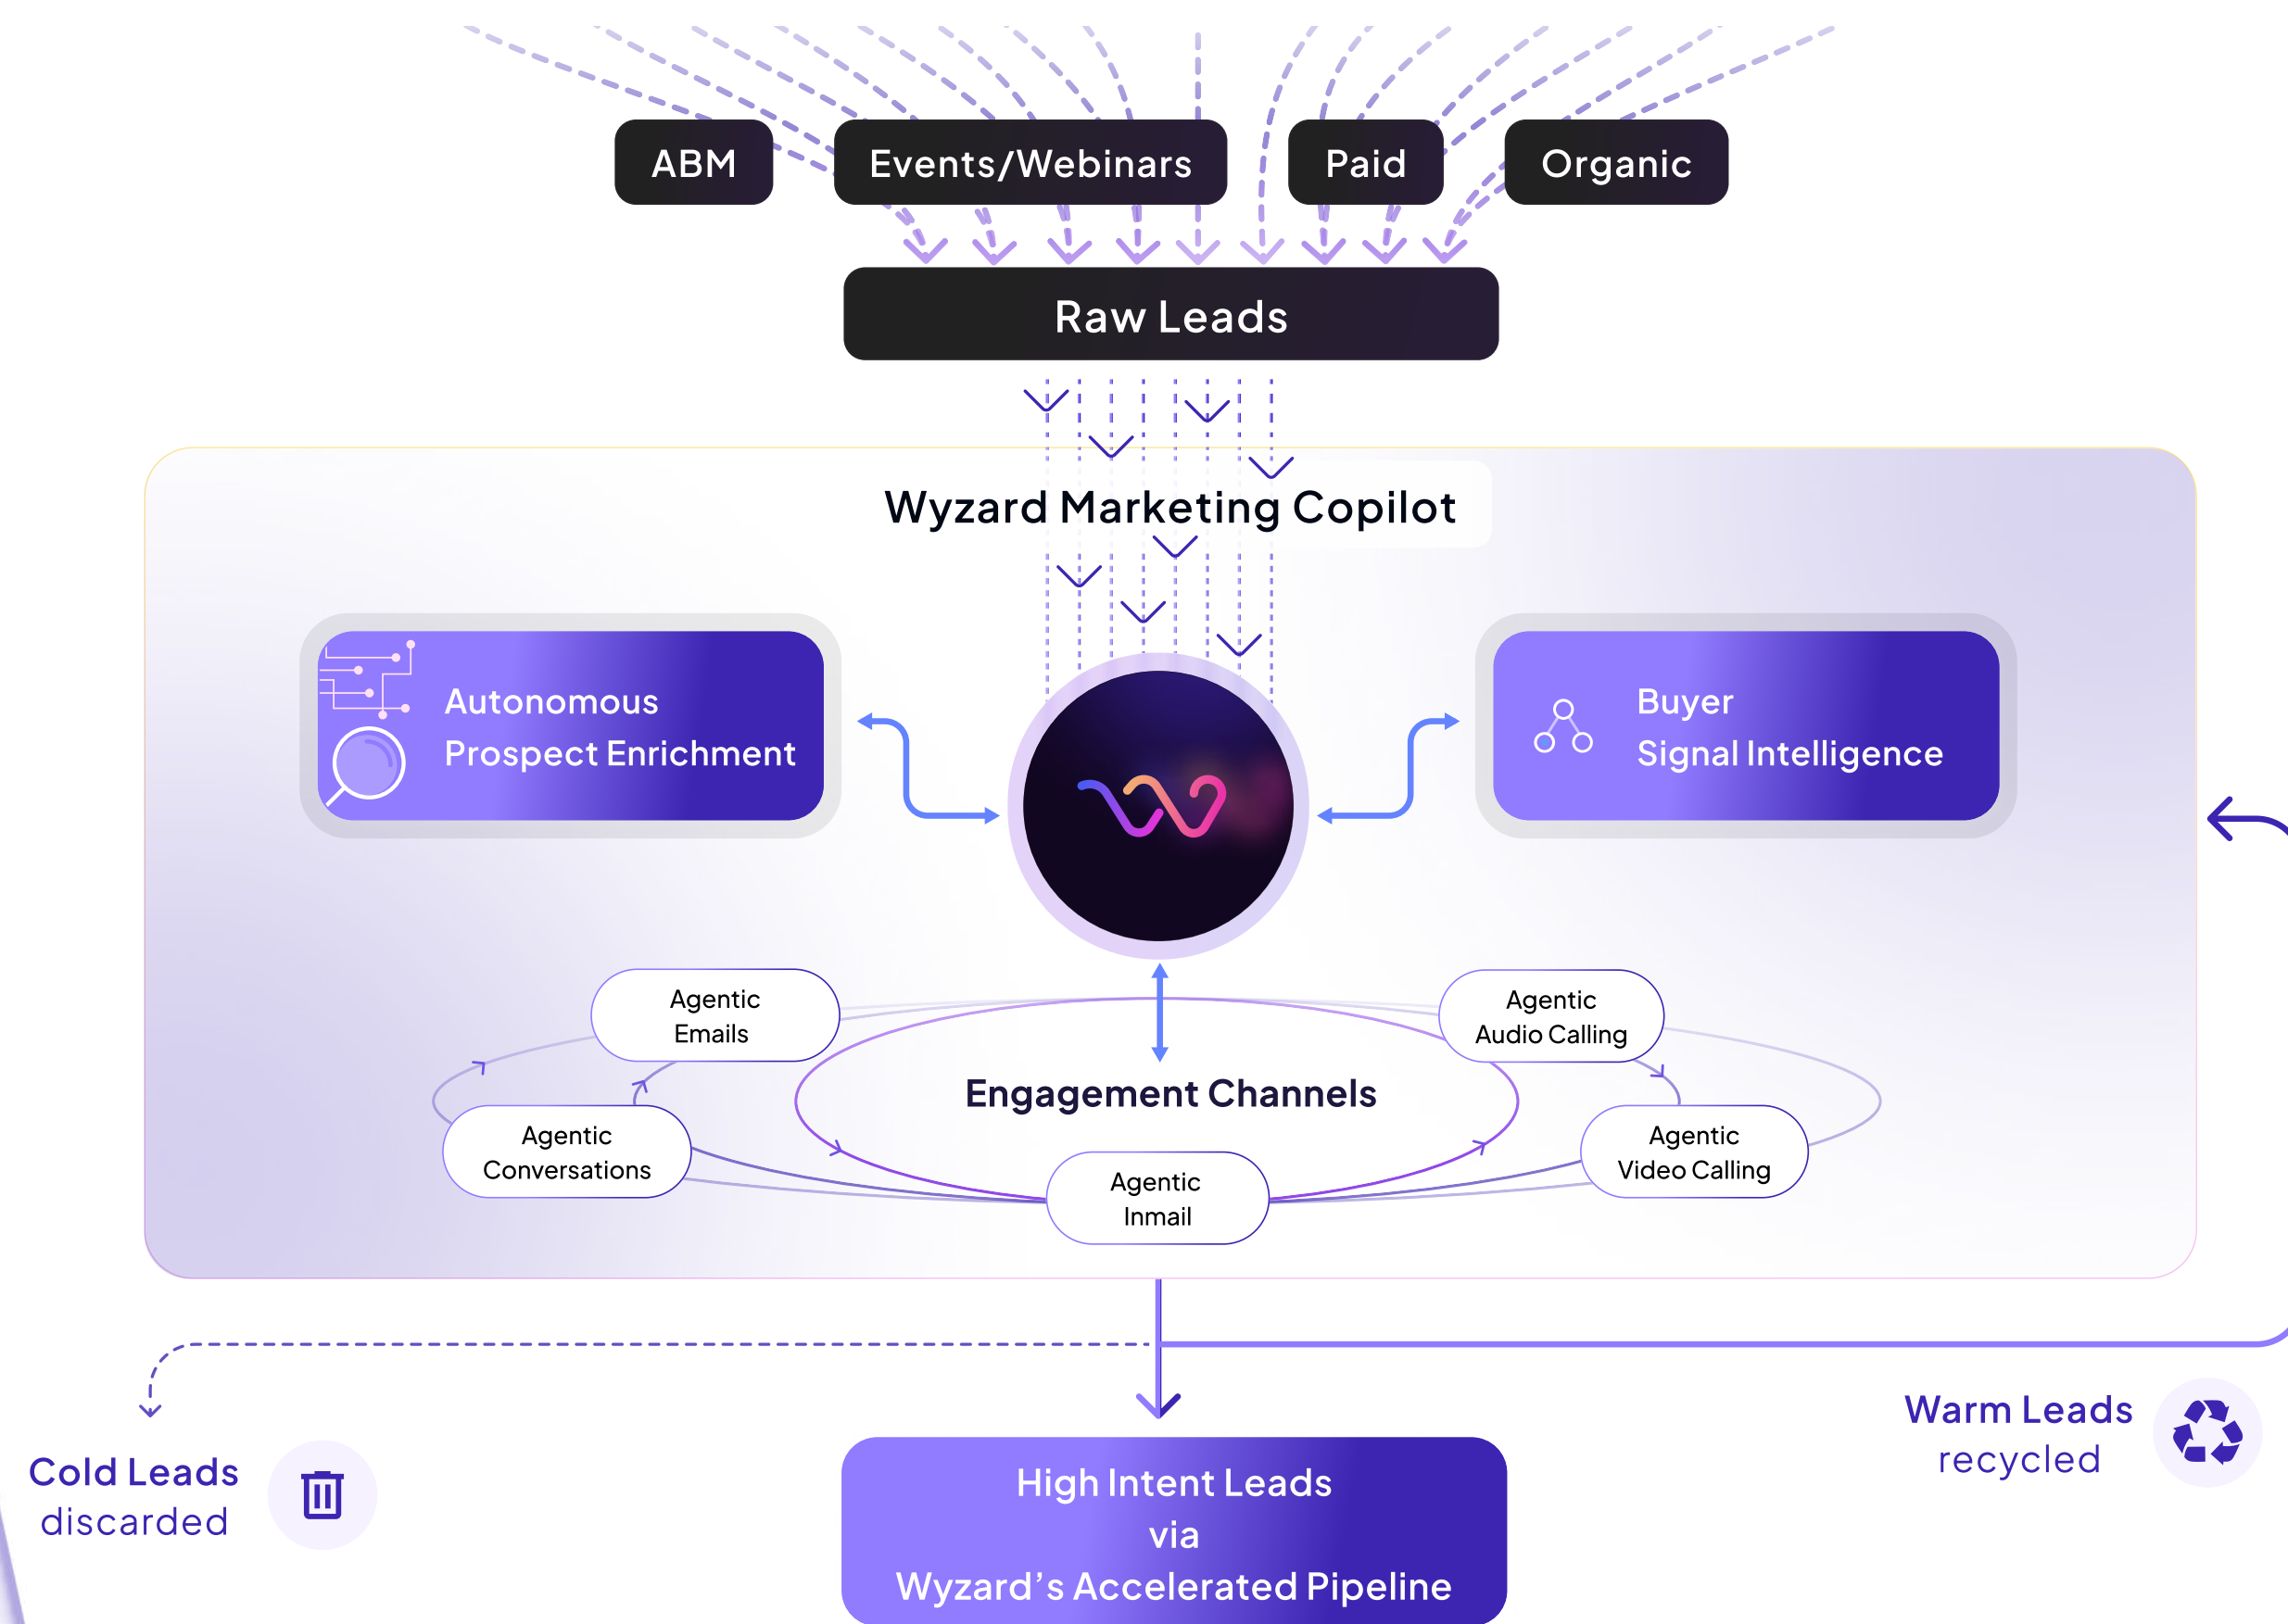 ABM
Events/Webinars
Paid
Organic
Raw Leads
Wyzard Marketing Copilot
Autonomous
Prospect Enrichment
Buyer
Signal Intelligence
Agentic
Emails
Agentic
Audio Calling
Engagement Channels
Agentic
Conversations
Agentic
Video Calling
Agentic
Inmail
Cold Leads
discarded
Warm Leads
recycled
High Intent Leads
via
Wyzard’s Accelerated Pipeline